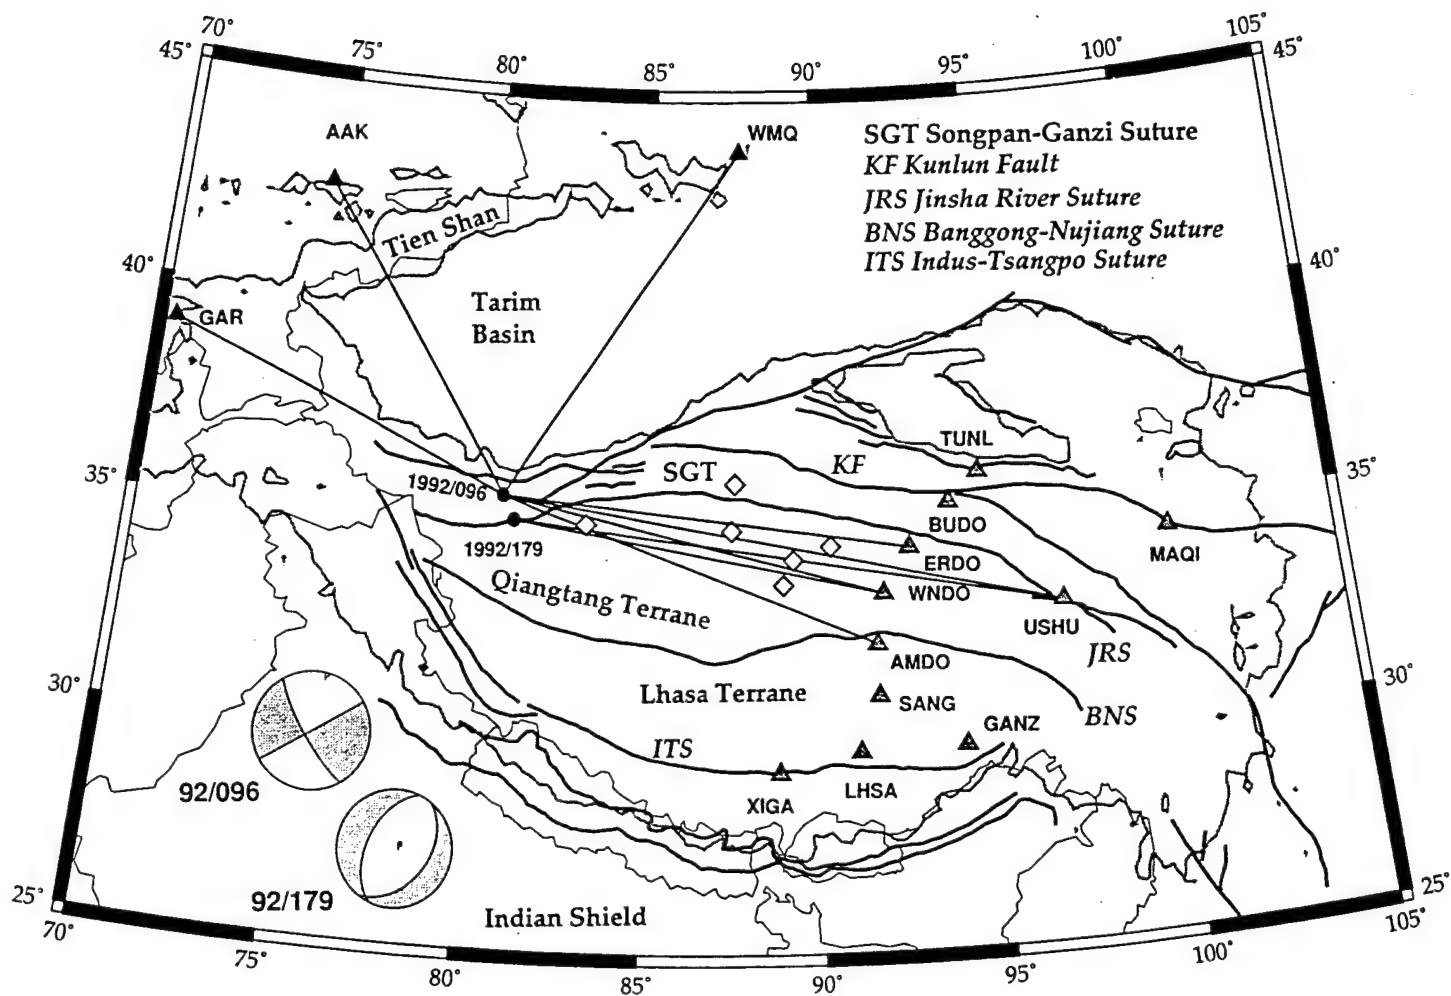 70°
75°
80°
85°
90°
95°
100°
105°
45°
45°
AAK
WMQ
SGT Songpan-Ganzi Suture
KF Kunlun Fault
JRS Jinsha River Suture
BNS Banggong-Nujiang Suture
ITS Indus-Tsangpo Suture
Tien Shan
40°
40°
GAR
Tarim
Basin
TUNL
KF
SGT
35°
35°
1992/096
BUDO
1992/179
MAQI
ERDO
WNDO
Qiangtang Terrane
USHU
JRS
AMDO
30°
30°
Lhasa Terrane
SANG
BNS
GANZ
ITS
LHSA
XIGA
92/096
92/179
Indian Shield
25°
25°
70°
75°
80°
85°
90°
95°
100°
105°